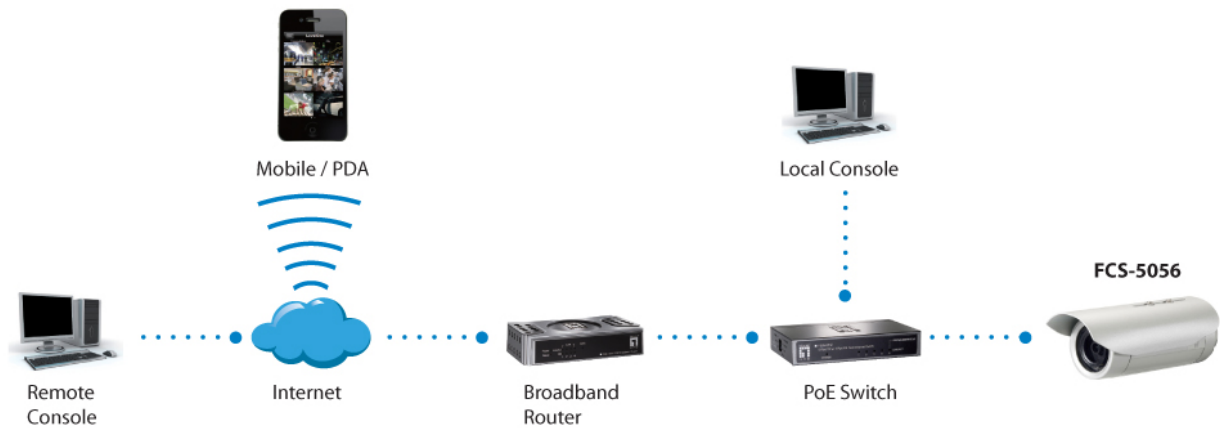 Mobile / PDA
Local Console
FCS-5056
Remote
Console
Internet
Broadband
Router
PoE Switch